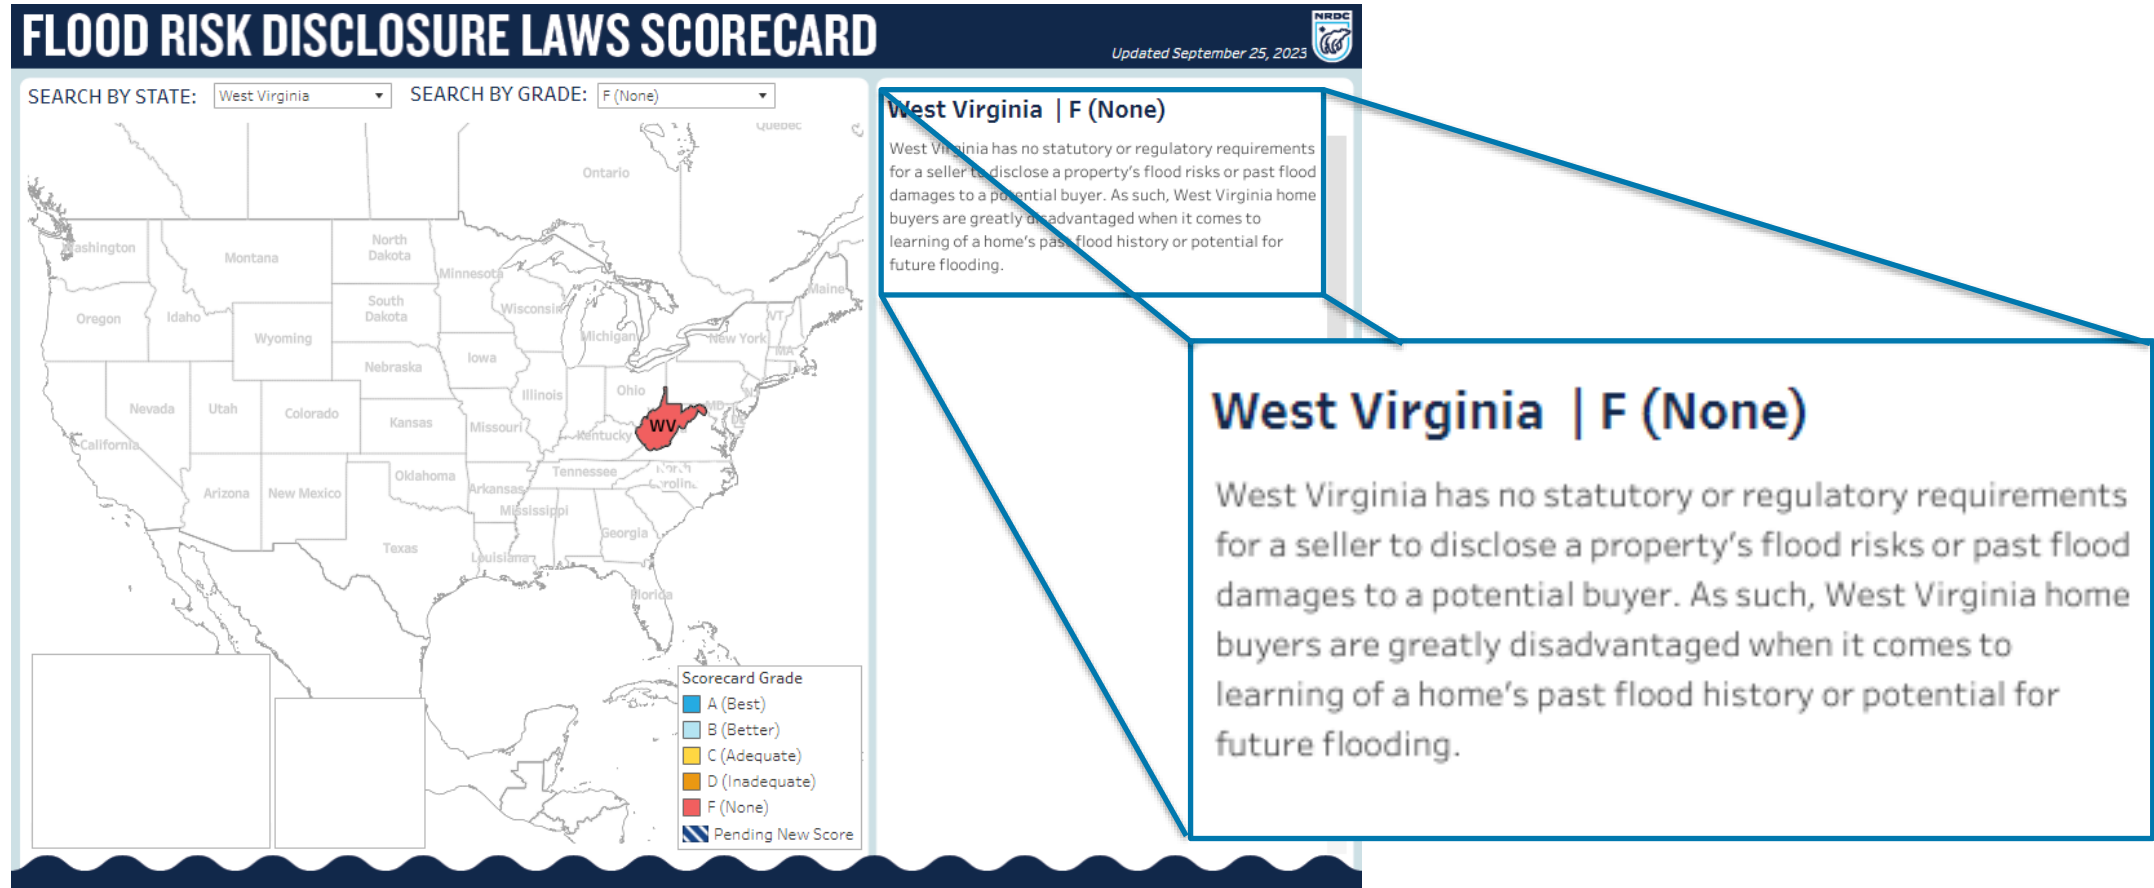 FLOOD RISK DISCLOSURE LAWS SCORECARD
Updated September 25, 2023
NRDC
SEARCH BY STATE: West Virginia
SEARCH BY GRADE: F (None)
West Virginia | F (None)
West Virginia has no statutory or regulatory requirements
for a seller to disclose a property's flood risks or past flood
damages to a potential buyer. As such, West Virginia home
buyers are greatly disadvantaged when it comes to
learning of a home's past flood history or potential for
future flooding.
Quebec
Ontario
Washington
Montana
North
Dakota
Minnesota
Maine
Oregon
Idaho
South
Dakota
Wisconsin
VT
Wyoming
Michigan
New York
MA
Nebraska
Iowa
Nevada
Utah
Colorado
Illinois
Ohio
MD
Kansas
Missouri
Kentucky
WV
California
Oklahoma
Tennessee
North
Carolin
Arizona
New Mexico
Arkansas
Mississippi
Georgia
Texas
Louisiana
Florida
Scorecard Grade
A (Best)
B (Better)
C (Adequate)
D (Inadequate)
F (None)
Pending New Score
West Virginia | F (None)
West Virginia has no statutory or regulatory requirements
for a seller to disclose a property's flood risks or past flood
damages to a potential buyer. As such, West Virginia home
buyers are greatly disadvantaged when it comes to
learning of a home's past flood history or potential for
future flooding.